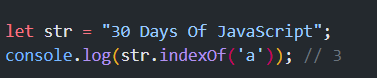 let str = "30 Days Of JavaScript";
console.log(str.indexOf('a')); // 3